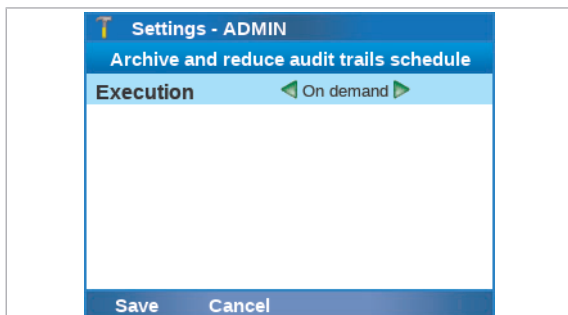 Settings - ADMIN
Archive and reduce audit trails schedule
Execution On demand
Save Cancel